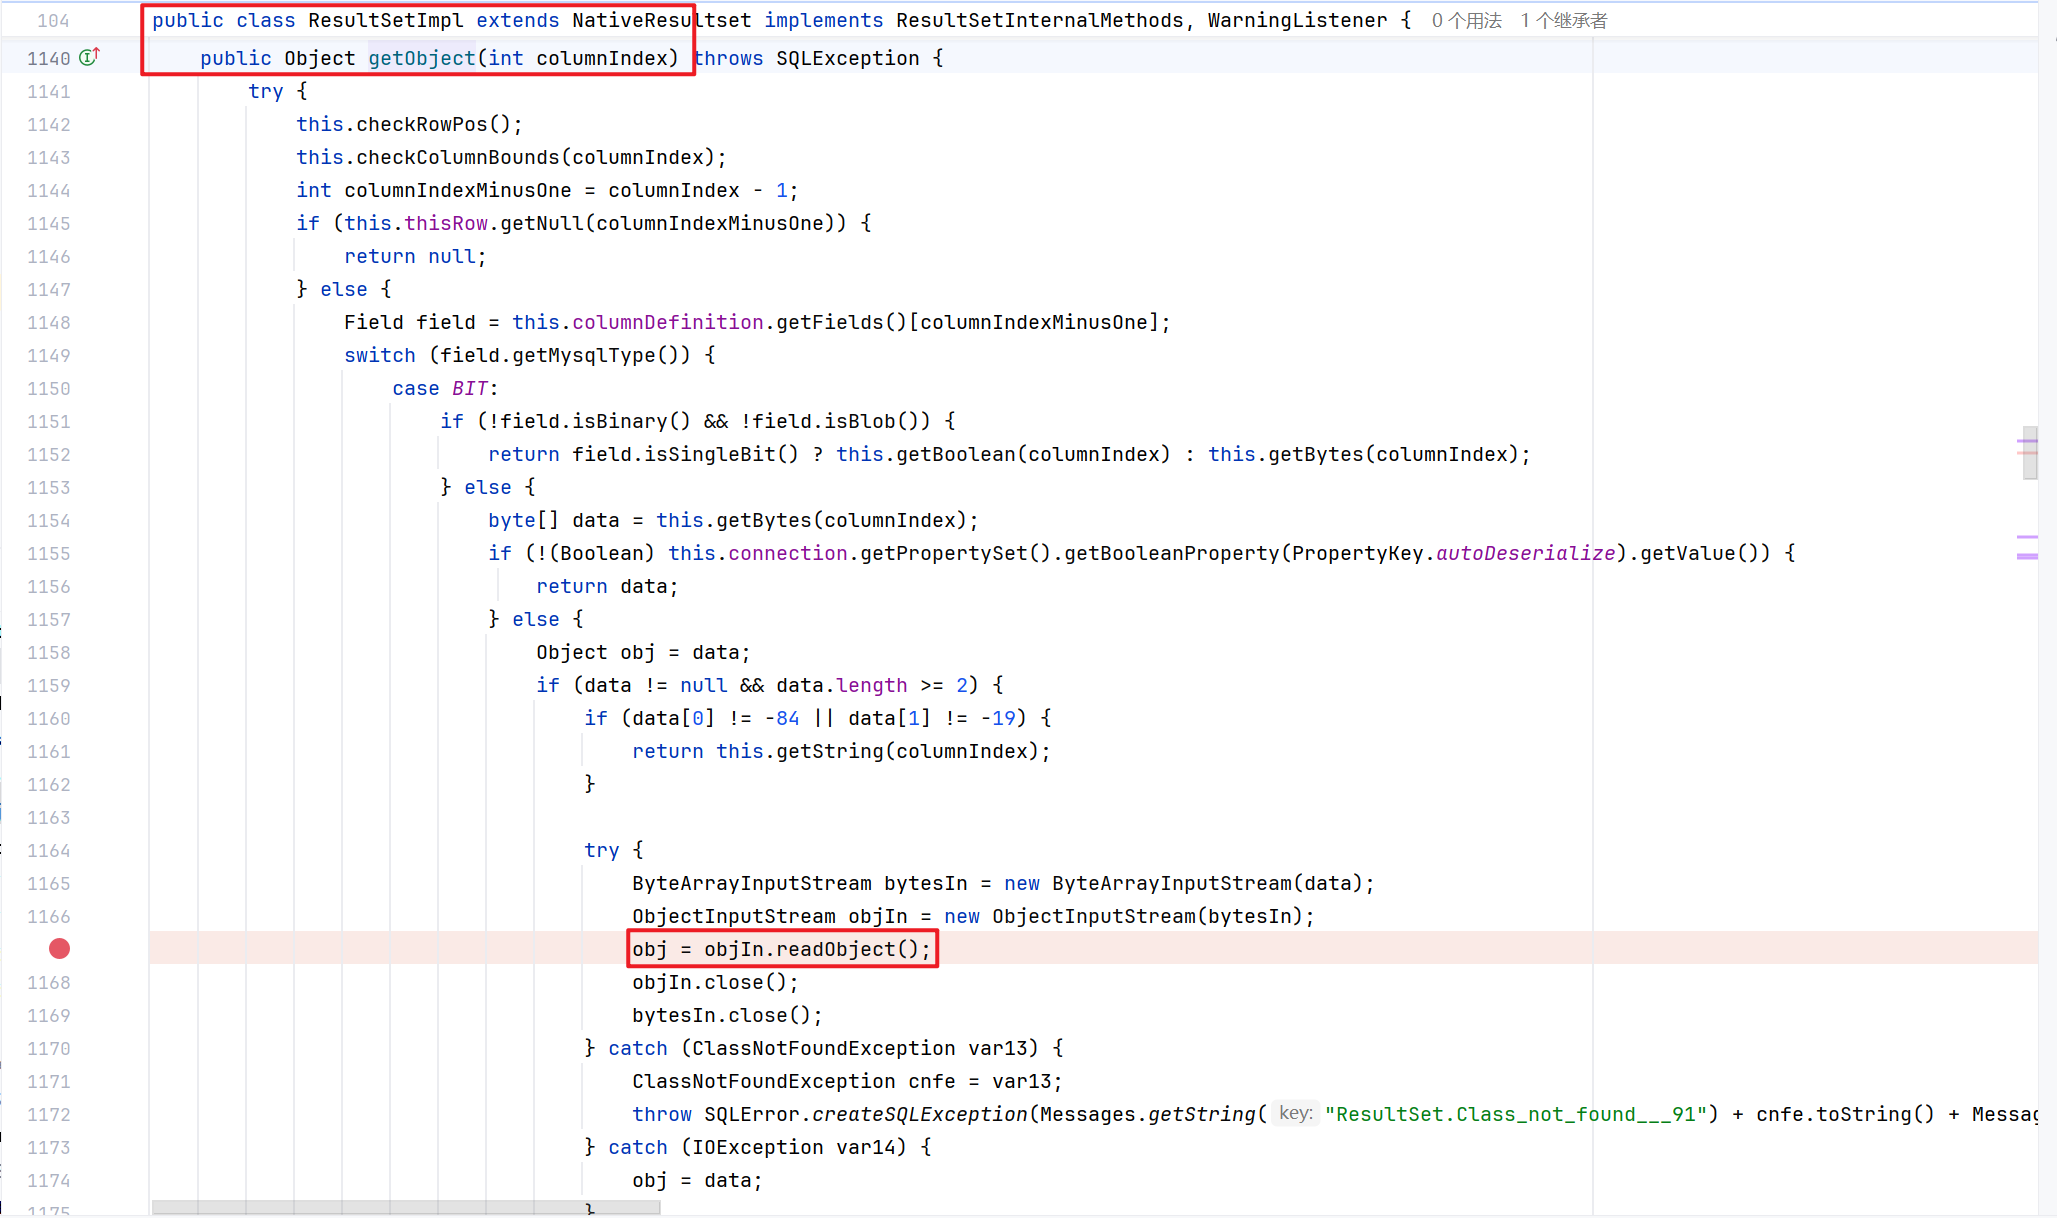 104 public class ResultSetImpl extends NativeResultset implements ResultSetInternalMethods, WarningListener { 0 个用法 1 个继承者
1140 public Object getObject(int columnIndex) throws SQLException {
1141 try {
1142 this.checkRowPos();
1143 this.checkColumnBounds(columnIndex);
1144 int columnIndexMinusOne = columnIndex - 1;
1145 if (this.thisRow.getNull(columnIndexMinusOne)) {
1146 return null;
1147 } else {
1148 Field field = this.columnDefinition.getFields()[columnIndexMinusOne];
1149 switch (field.getMysqlType()) {
1150 case BIT:
1151 if (!field.isBinary() && !field.isBlob()) {
1152 return field.isSingleBit() ? this.getBoolean(columnIndex) : this.getBytes(columnIndex);
1153 } else {
1154 byte[] data = this.getBytes(columnIndex);
1155 if (!(Boolean) this.connection.getPropertySet().getBooleanProperty(PropertyKey.autoDeserialize).getValue()) {
1156 return data;
1157 } else {
1158 Object obj = data;
1159 if (data != null && data.length >= 2) {
1160 if (data[0] != -84 || data[1] != -19) {
1161 return this.getString(columnIndex);
1162 }
1163
1164 try {
1165 ByteArrayInputStream bytesIn = new ByteArrayInputStream(data);
1166 ObjectInputStream objIn = new ObjectInputStream(bytesIn);
obj = objIn.readObject();
1168 objIn.close();
1169 bytesIn.close();
1170 } catch (ClassNotFoundException var13) {
1171 ClassNotFoundException cnfe = var13;
1172 throw SQLError.createSQLException(Messages.getString( key: "ResultSet.Class_not_found___91") + cnfe.toString() + Messag
1173 } catch (IOException var14) {
1174 obj = data;
1175 }